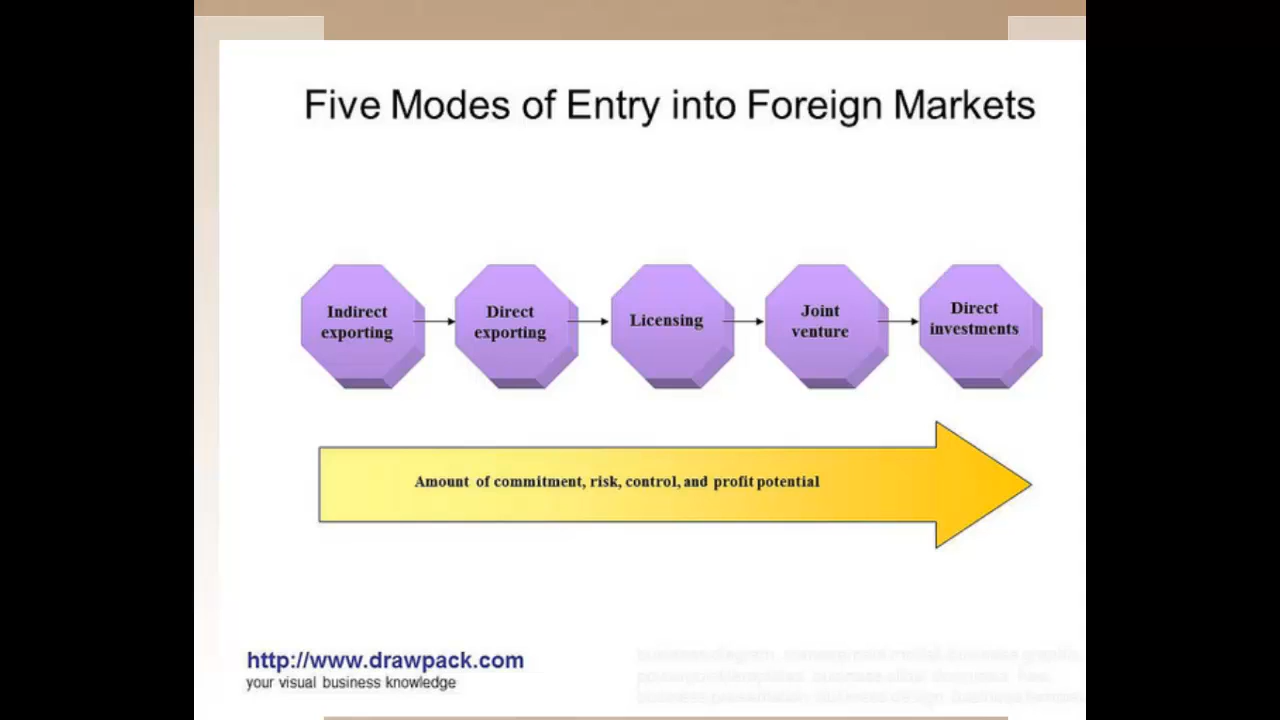 Five Modes of Entry into Foreign Markets
Indirect
exporting
Direct
exporting
Licensing
Joint
venture
Direct
investments
Amount of commitment, risk, control, and profit potential
http://www.drawpack.com
your visual business knowledge